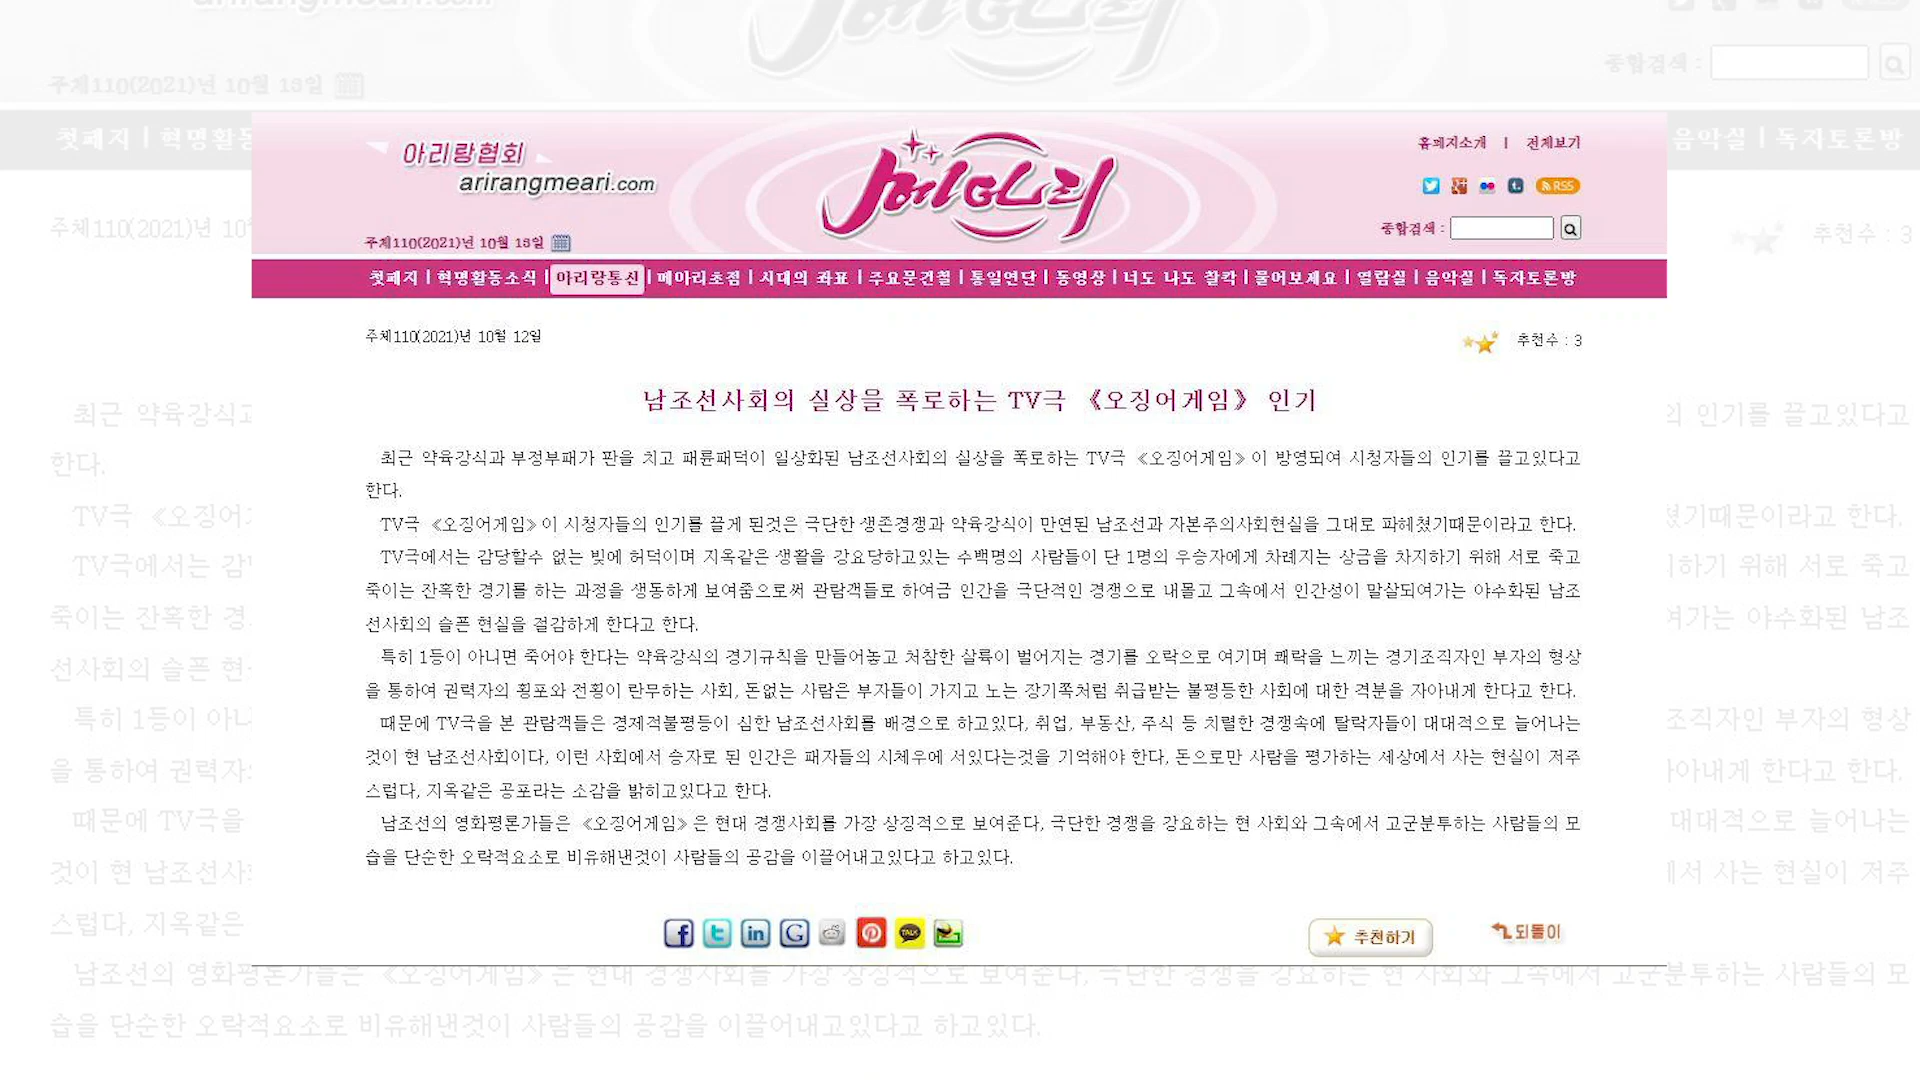 아리랑협회
arirangmeari.com
메아리
홈페지소개 | 전체보기
RSS
주체110(2021)년 10월 13일
종합검색 :
첫페지 | 혁명활동소식 | 아리랑통신 | 메아리초점 | 시대의 좌표 | 주요문건철 | 통일연단 | 동영상 | 너도 나도 찰칵 | 물어보세요 | 열람실 | 음악실 | 독자토론방
주체110(2021)년 10월 12일
추천수 : 3
남조선사회의 실상을 폭로하는 TV극 《오징어게임》 인기
최근 약육강식과 부정부패가 판을 치고 패륜패덕이 일상화된 남조선사회의 실상을 폭로하는 TV극 《오징어게임》이 방영되여 시청자들의 인기를 끌고있다고
한다.
TV극 《오징어게임》이 시청자들의 인기를 끌게 된것은 극단한 생존경쟁과 약육강식이 만연된 남조선과 자본주의사회현실을 그대로 파헤쳤기때문이라고 한다.
TV극에서는 감당할수 없는 빚에 허덕이며 지옥같은 생활을 강요당하고있는 수백명의 사람들이 단 1명의 우승자에게 차례지는 상금을 차지하기 위해 서로 죽고
죽이는 잔혹한 경기를 하는 과정을 생동하게 보여줌으로써 관람객들로 하여금 인간을 극단적인 경쟁으로 내몰고 그속에서 인간성이 말살되여가는 야수화된 남조
선사회의 슬픈 현실을 절감하게 한다고 한다.
특히 1등이 아니면 죽어야 한다는 약육강식의 경기규칙을 만들어놓고 처참한 살륙이 벌어지는 경기를 오락으로 여기며 쾌락을 느끼는 경기조직자인 부자의 형상
을 통하여 권력자의 횡포와 전횡이 란무하는 사회, 돈없는 사람은 부자들이 가지고 노는 장기쪽처럼 취급받는 불평등한 사회에 대한 격분을 자아내게 한다고 한다.
때문에 TV극을 본 관람객들은 경제적불평등이 심한 남조선사회를 배경으로 하고있다, 취업, 부동산, 주식 등 치렬한 경쟁속에 탈락자들이 대대적으로 늘어나는
것이 현 남조선사회이다, 이런 사회에서 승자로 된 인간은 패자들의 시체우에 서있다는것을 기억해야 한다, 돈으로만 사람을 평가하는 세상에서 사는 현실이 저주
스럽다, 지옥같은 공포라는 소감을 밝히고있다고 한다.
남조선의 영화평론가들은 《오징어게임》은 현대 경쟁사회를 가장 상징적으로 보여준다, 극단한 경쟁을 강요하는 현 사회와 그속에서 고군분투하는 사람들의 모
습을 단순한 오락적요소로 비유해낸것이 사람들의 공감을 이끌어내고있다고 하고있다.
TALK
추천하기
되돌이